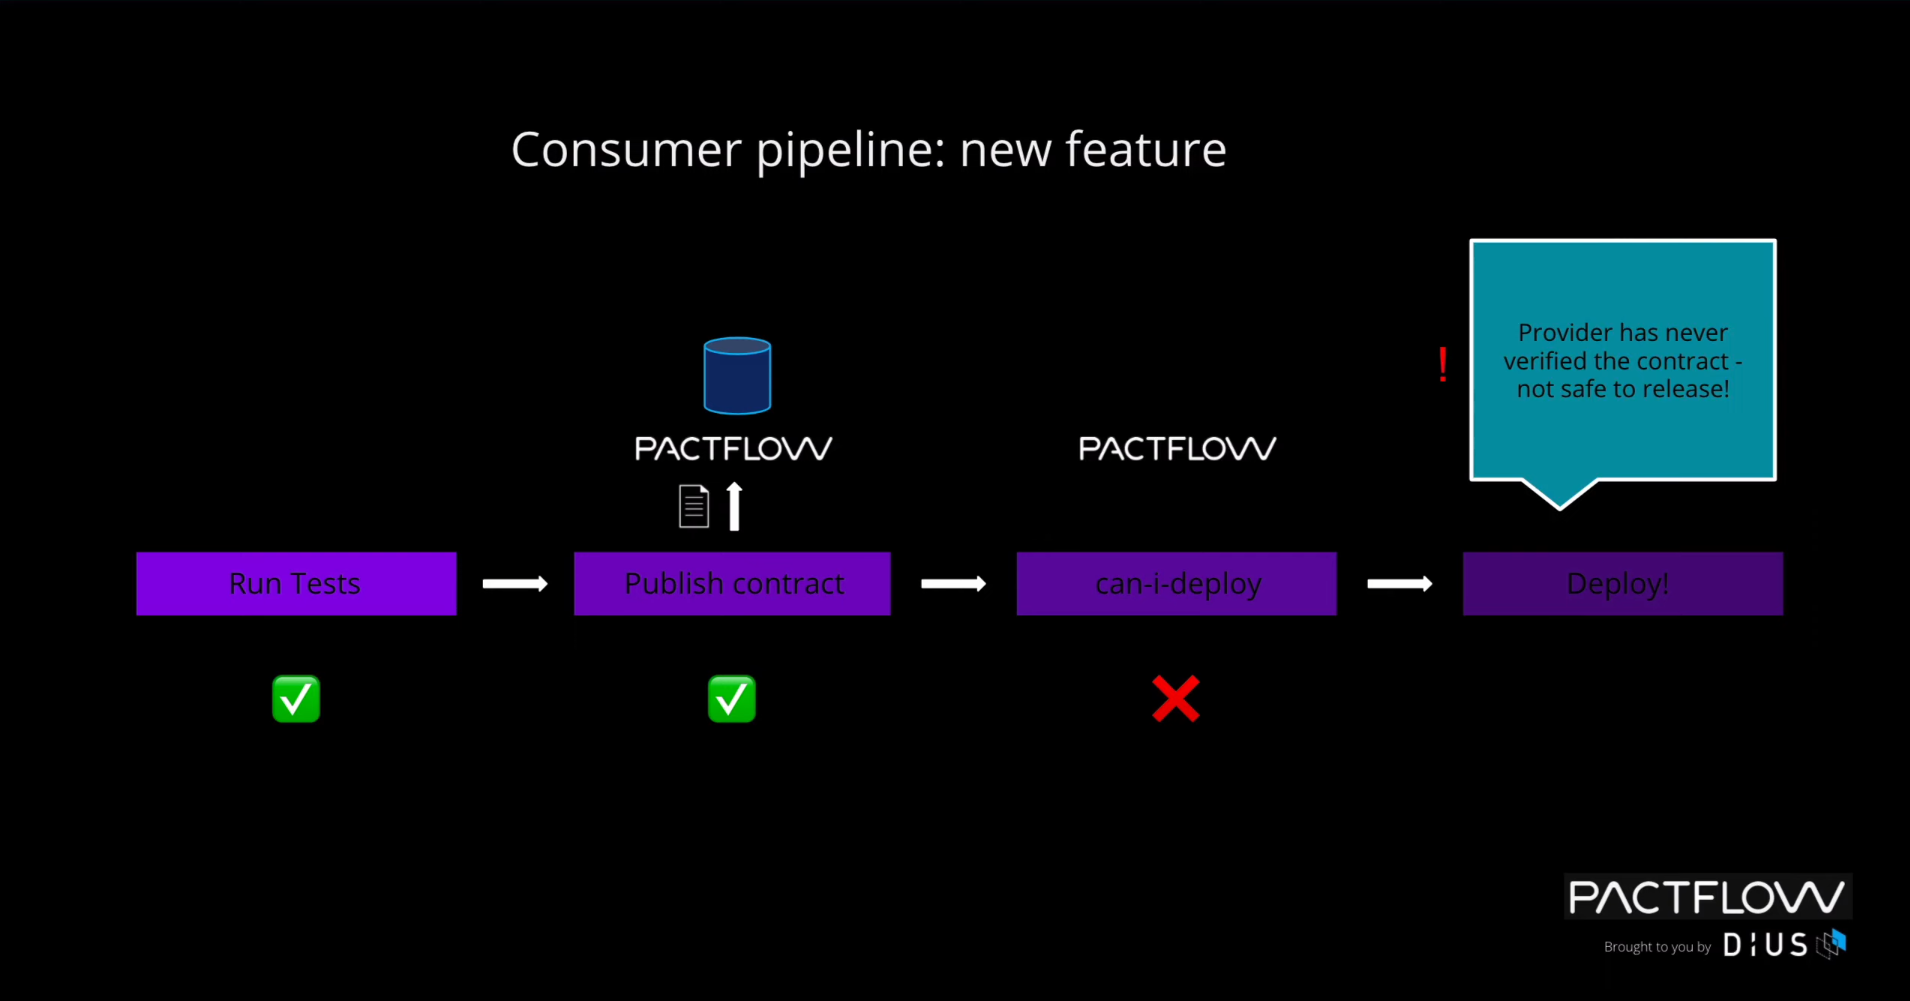 Consumer pipeline: new feature
Provider has never
verified the contract -
not safe to release!
!
PACTFLOW
PACTFLOW
Run Tests
Publish contract
can-i-deploy
Deploy!
PACTFLOW
Brought to you by DiUS